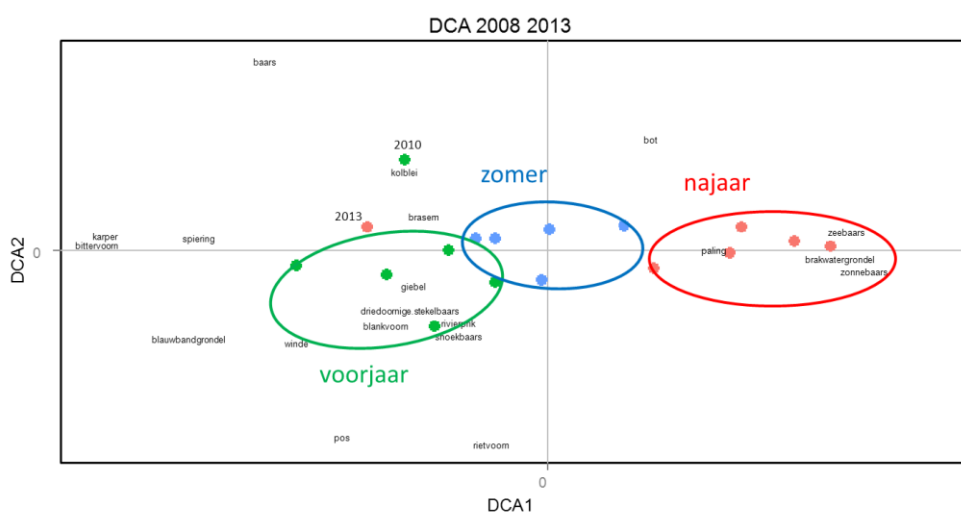 DCA 2008 2013
baars
2010
kolblei
bot
zomer
najaar
2013
brasem
karper
bittervoorn
spiering
zeebaars
paling
brakwatergrondel
zonnebaars
DCA2
0
giebel
driedoornige.stekelbaars
blankvoorn
rivierprik
snoekbaars
blauwbandgrondel
winde
voorjaar
pos
rietvoorn
0
DCA1